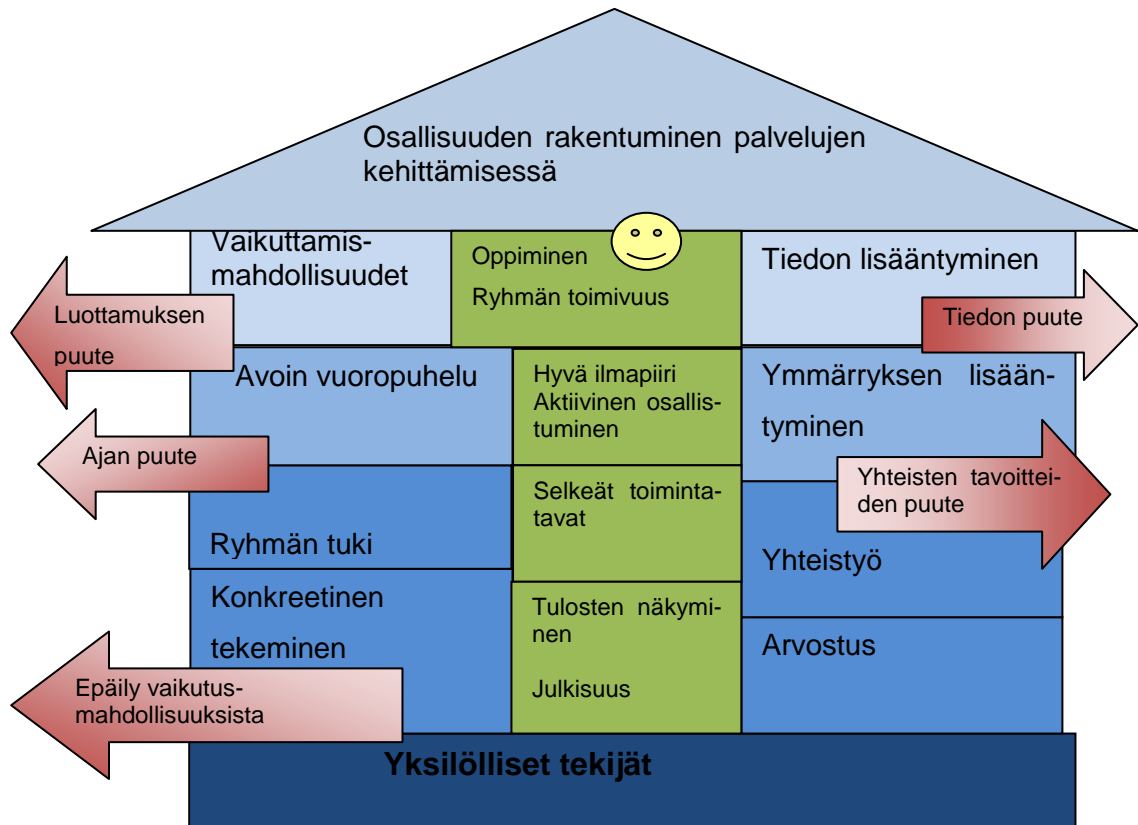 Osallisuuden rakentuminen palvelujen
kehittämisessä
Vaikuttamis-
mahdollisuudet
Oppiminen
Ryhmän toimivuus
Tiedon lisääntyminen
Luottamuksen
puute
Tiedon puute
Avoin vuoropuhelu
Hyvä ilmapiiri
Aktiivinen osallis-
tuminen
Ymmärryksen lisään-
tyminen
Ajan puute
Selkeät toiminta-
tavat
Yhteisten tavoittei-
den puute
Ryhmän tuki
Yhteistyö
Konkreetinen
tekeminen
Tulosten näkymi-
nen
Julkisuus
Arvostus
Epäily vaikutus-
mahdollisuuksista
Yksilölliset tekijät